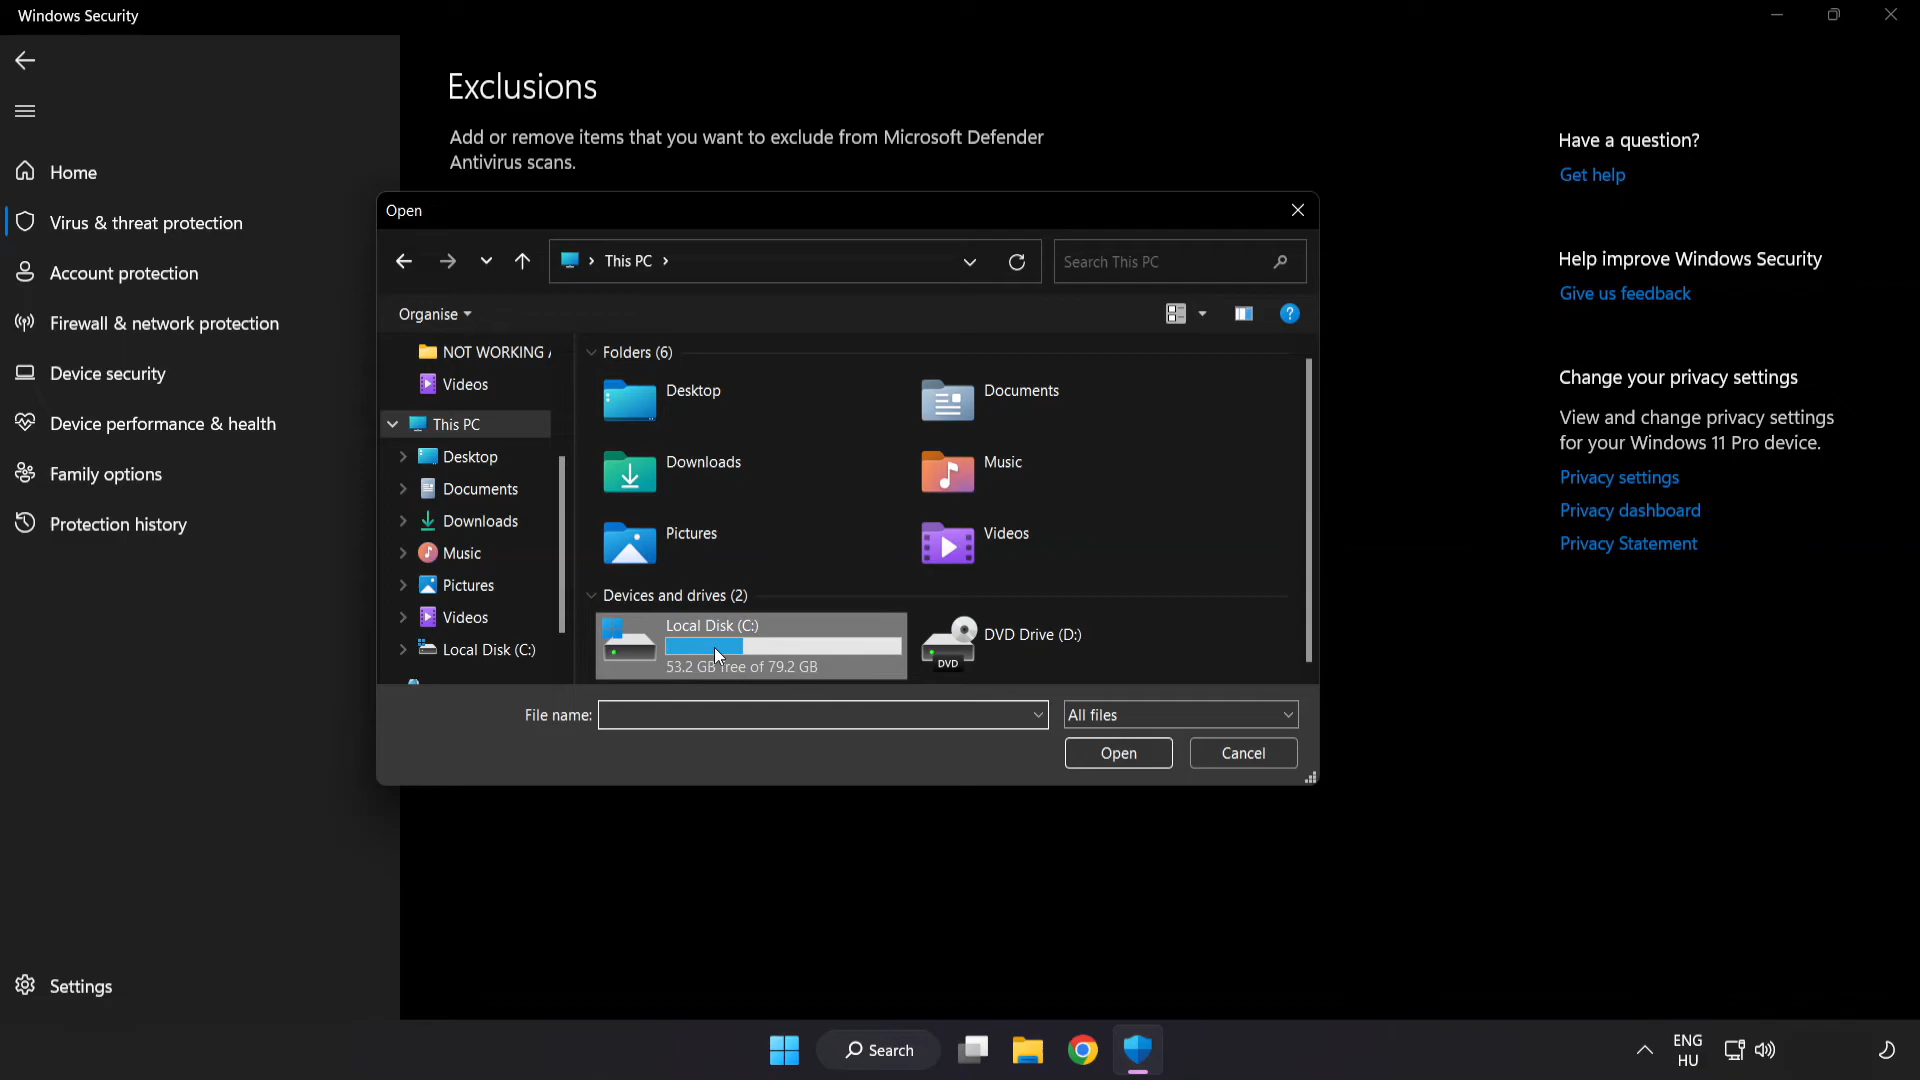 Windows Security
Exclusions
Add or remove items that you want to exclude from Microsoft Defender
Antivirus scans.
Home
Virus & threat protection
Account protection
Firewall & network protection
Device security
Device performance & health
Family options
Protection history
Settings
Open
This PC
Search This PC
Organise
NOT WORKING
Videos
This PC
Desktop
Documents
Downloads
Music
Pictures
Videos
Local Disk (C:)
Folders (6)
Desktop
Documents
Downloads
Music
Pictures
Videos
Devices and drives (2)
Local Disk (C:)
53.2 GB free of 79.2 GB
DVD
DVD Drive (D:)
File name:
All files
Open
Cancel
Have a question?
Get help
Help improve Windows Security
Give us feedback
Change your privacy settings
View and change privacy settings
for your Windows 11 Pro device.
Privacy settings
Privacy dashboard
Privacy Statement
Search
ENG
HU